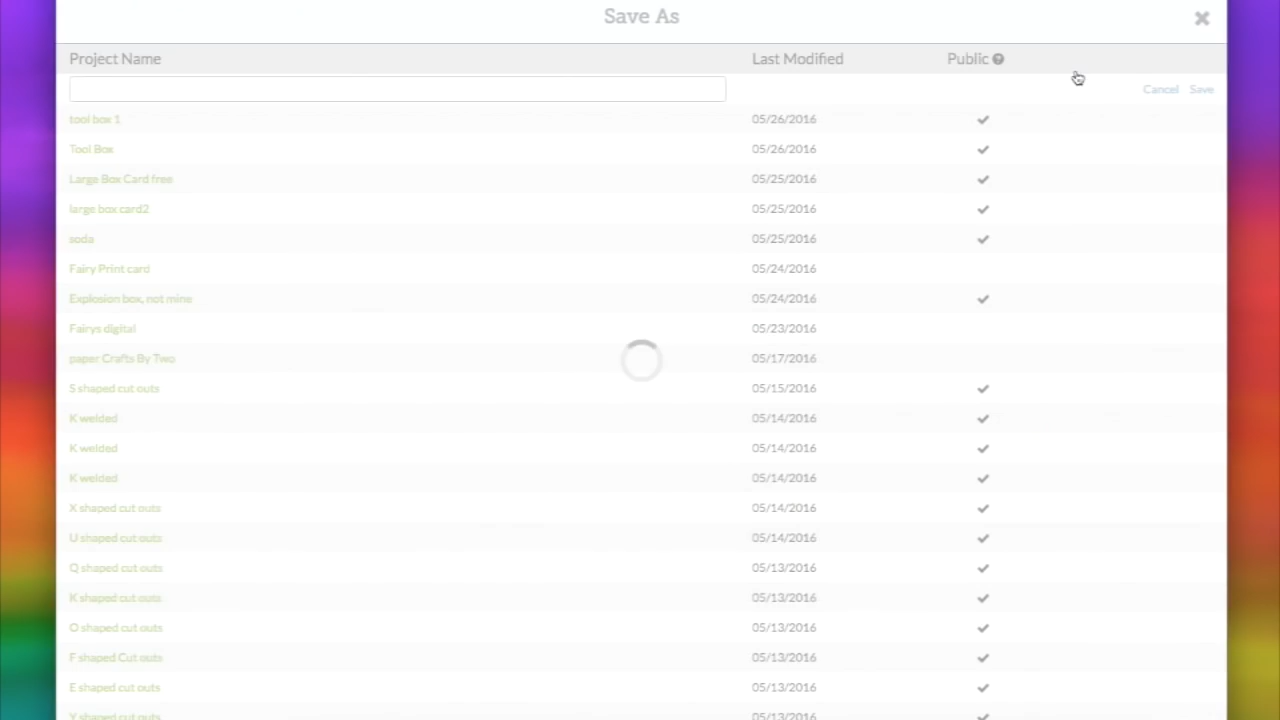 Save As
Project Name Last Modified Public
Cancel Save
tool box 1 05/26/2016
Tool Box 05/26/2016
Large Box Card free 05/25/2016
large box card2 05/25/2016
soda 05/25/2016
Fairy Print card 05/24/2016
Explosion box, not mine 05/24/2016
Fairys digital 05/23/2016
paper Crafts By Two 05/17/2016
S shaped cut outs 05/15/2016
K welded 05/14/2016
K welded 05/14/2016
K welded 05/14/2016
X shaped cut outs 05/14/2016
U shaped cut outs 05/14/2016
Q shaped cut outs 05/13/2016
K shaped cut outs 05/13/2016
O shaped cut outs 05/13/2016
F shaped Cut outs 05/13/2016
E shaped cut outs 05/13/2016
Y shaped cut outs 05/13/2016